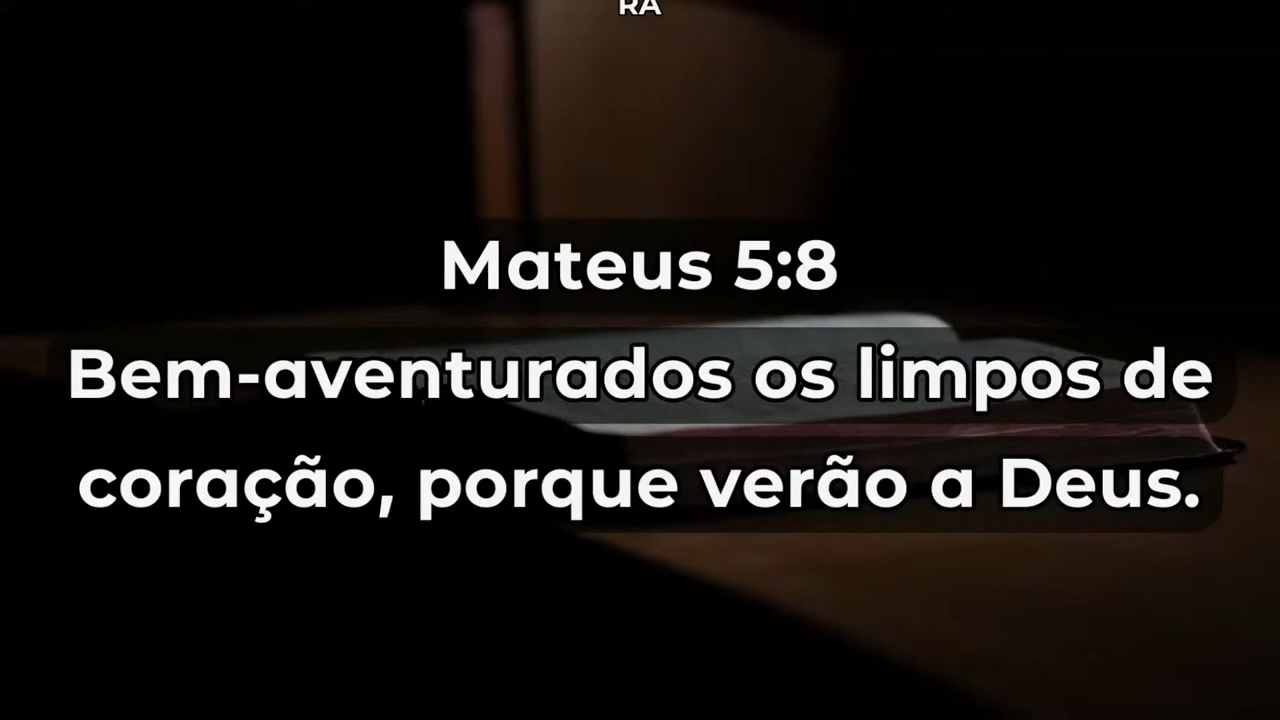 RA
Mateus 5:8
Bem-aventurados os limpos de
coração, porque verão a Deus.